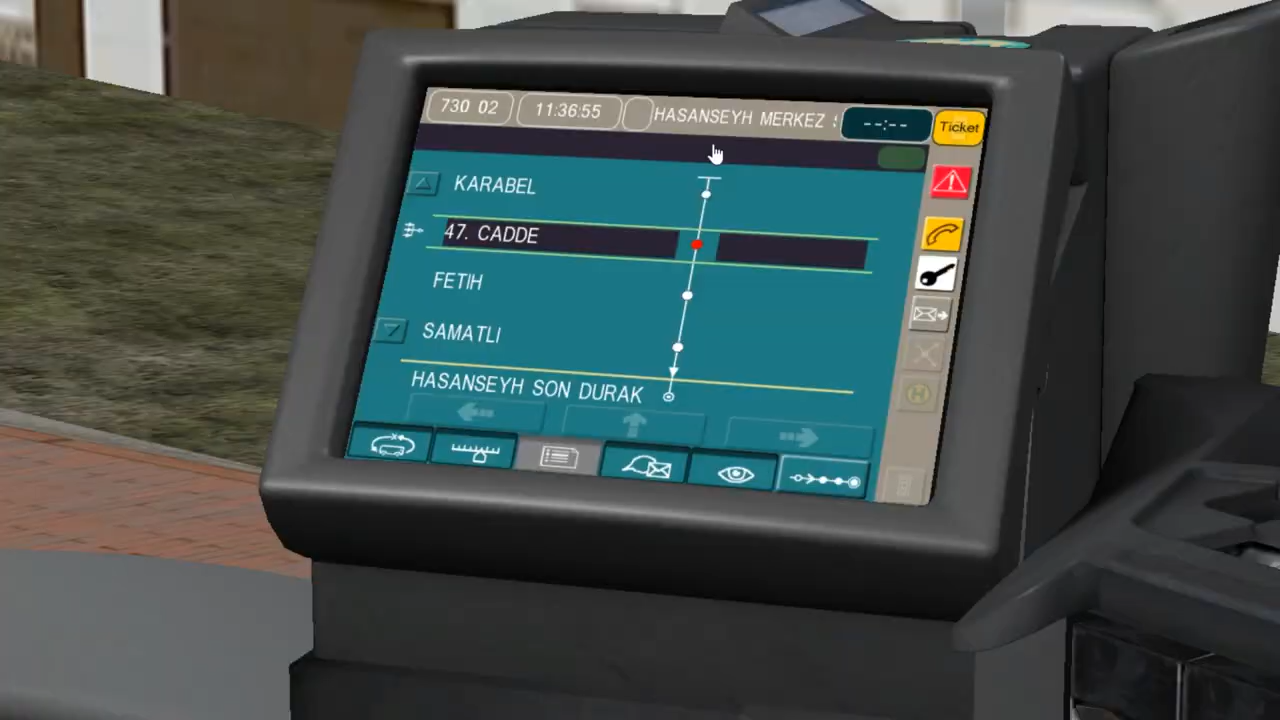 730 02 11:36:55 HASANSEYH MERKEZ --:-- Ticket
KARABEL
47. CADDE
FETIH
SAMATLI
HASANSEYH SON DURAK
H